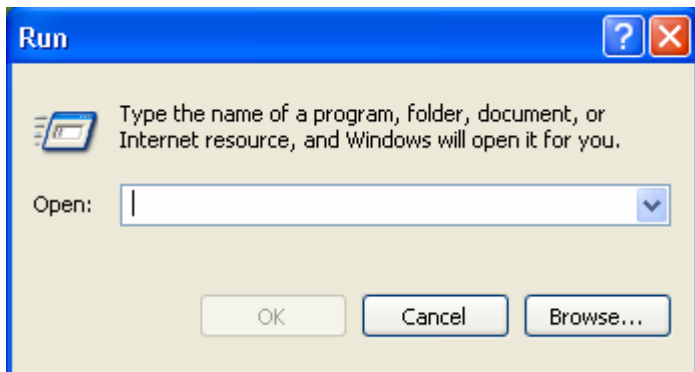 Run
Type the name of a program, folder, document, or
Internet resource, and Windows will open it for you.
Open:
OK
Cancel
Browse...